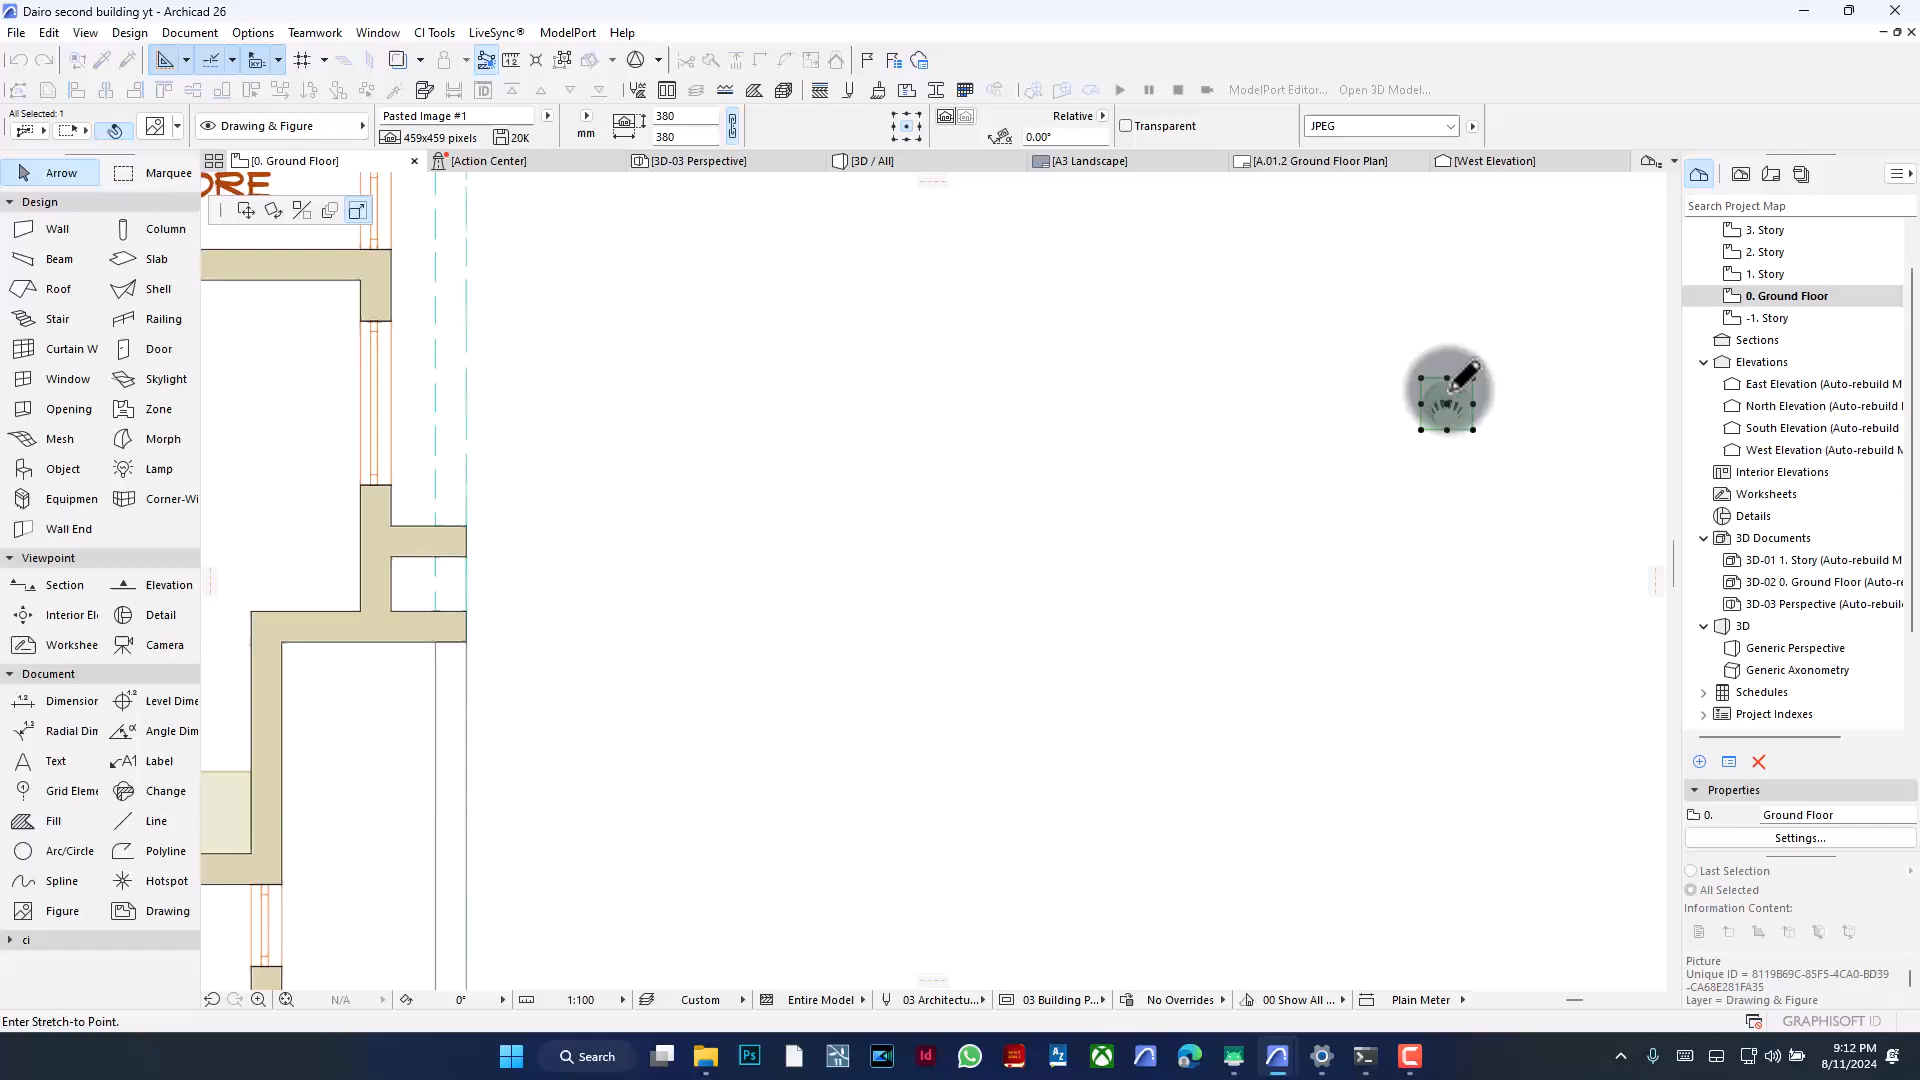 Dairo second building yt - Archicad 26
File Edit View Design Document Options Teamwork Window CI Tools LiveSync® ModelPort Help
ModelPort Editor... Open 3D Model...
All Selected: 1
Drawing & Figure
Pasted Image #1
459x459 pixels 20K
mm
380
380
Relative
0.00°
Transparent
JPEG
[0. Ground Floor] [Action Center] [3D-03 Perspective] [3D / All] [A3 Landscape] [A.01.2 Ground Floor Plan] [West Elevation]
Arrow Marquee
Design
Wall Column
Beam Slab
Roof Shell
Stair Railing
Curtain W Door
Window Skylight
Opening Zone
Mesh Morph
Object Lamp
Equipmen Corner-Wi
Wall End
Viewpoint
Section Elevation
Interior El Detail
Workshee Camera
Document
Dimension Level Dime
Radial Dim Angle Dim
Text Label
Grid Eleme Change
Fill Line
Arc/Circle Polyline
Spline Hotspot
Figure Drawing
ci
ORE
Search Project Map
3. Story
2. Story
1. Story
0. Ground Floor
-1. Story
Sections
Elevations
East Elevation (Auto-rebuild M
North Elevation (Auto-rebuild
South Elevation (Auto-rebuild
West Elevation (Auto-rebuild M
Interior Elevations
Worksheets
Details
3D Documents
3D-01 1. Story (Auto-rebuild M
3D-02 0. Ground Floor (Auto-re
3D-03 Perspective (Auto-rebuil
3D
Generic Perspective
Generic Axonometry
Schedules
Project Indexes
Properties
0. Ground Floor
Settings...
Last Selection
All Selected
Information Content:
Picture
Unique ID = 8119B69C-85F5-4CA0-BD39
-CA68E281FA35
Layer = Drawing & Figure
N/A 0° 1:100 Custom Entire Model 03 Architectu... 03 Building P... No Overrides 00 Show All ... Plain Meter
Enter Stretch-to Point.
GRAPHISOFT ID
Search
9:12 PM
8/11/2024